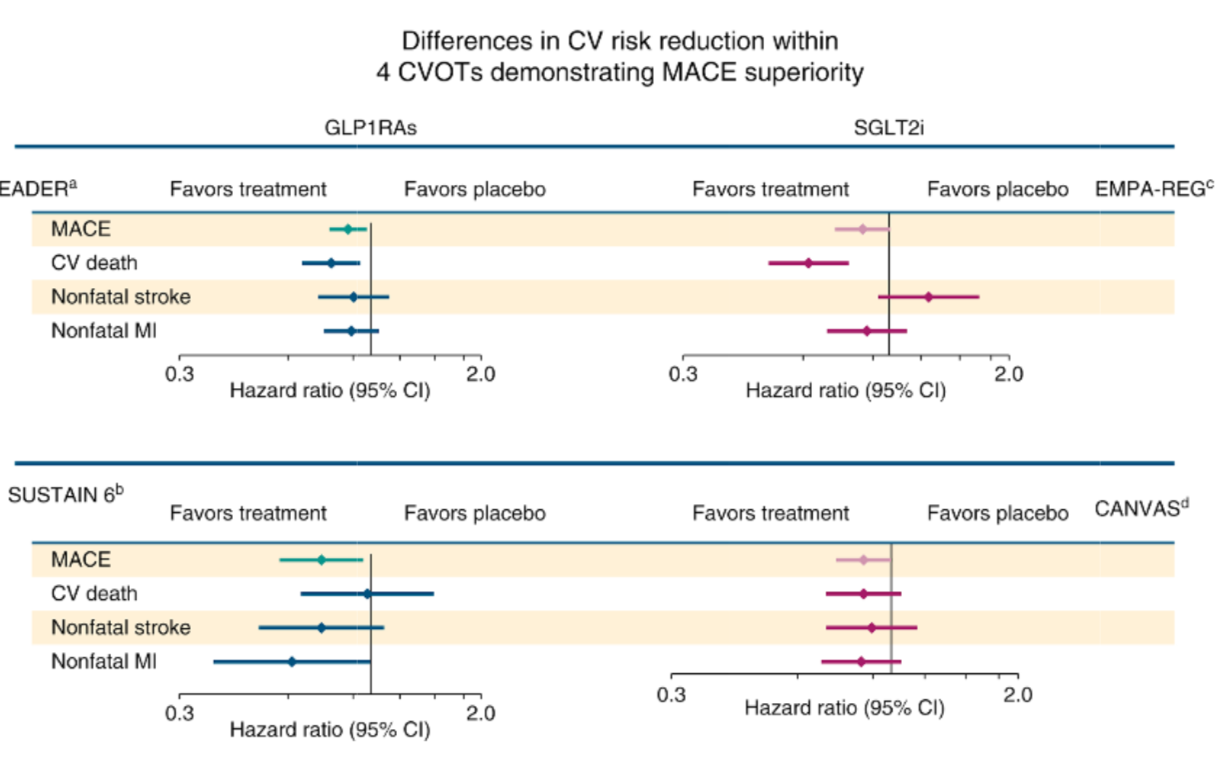 Differences in CV risk reduction within
4 CVOTs demonstrating MACE superiority
GLP1RAs SGLT2i
EADERᵃ Favors treatment Favors placebo Favors treatment Favors placebo EMPA-REGᶜ
MACE
CV death
Nonfatal stroke
Nonfatal MI
0.3 2.0 0.3 2.0
Hazard ratio (95% CI) Hazard ratio (95% CI)
SUSTAIN 6ᵇ Favors treatment Favors placebo Favors treatment Favors placebo CANVASᵈ
MACE
CV death
Nonfatal stroke
Nonfatal MI
0.3 2.0 0.3 2.0
Hazard ratio (95% CI) Hazard ratio (95% CI)